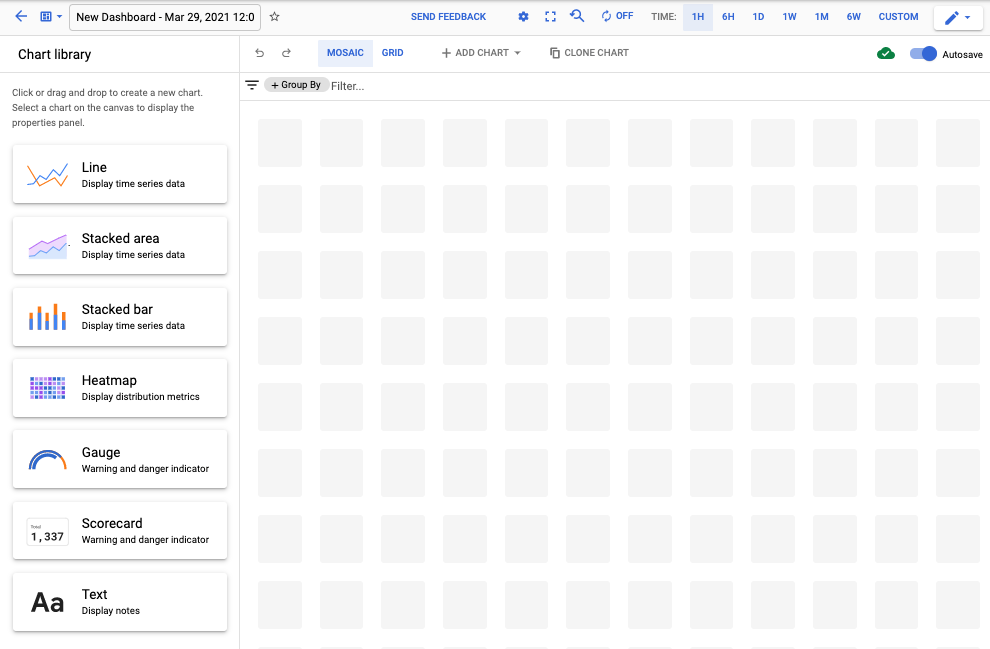 New Dashboard - Mar 29, 2021 12:0
SEND FEEDBACK
OFF
TIME:
1H
6H
1D
1W
1M
6W
CUSTOM
Chart library
MOSAIC
GRID
ADD CHART
CLONE CHART
Autosave
+ Group By
Filter...
Click or drag and drop to create a new chart.
Select a chart on the canvas to display the
properties panel.
Line
Display time series data
Stacked area
Display time series data
Stacked bar
Display time series data
Heatmap
Display distribution metrics
Gauge
Warning and danger indicator
Total
1,337
Scorecard
Warning and danger indicator
Aa
Text
Display notes